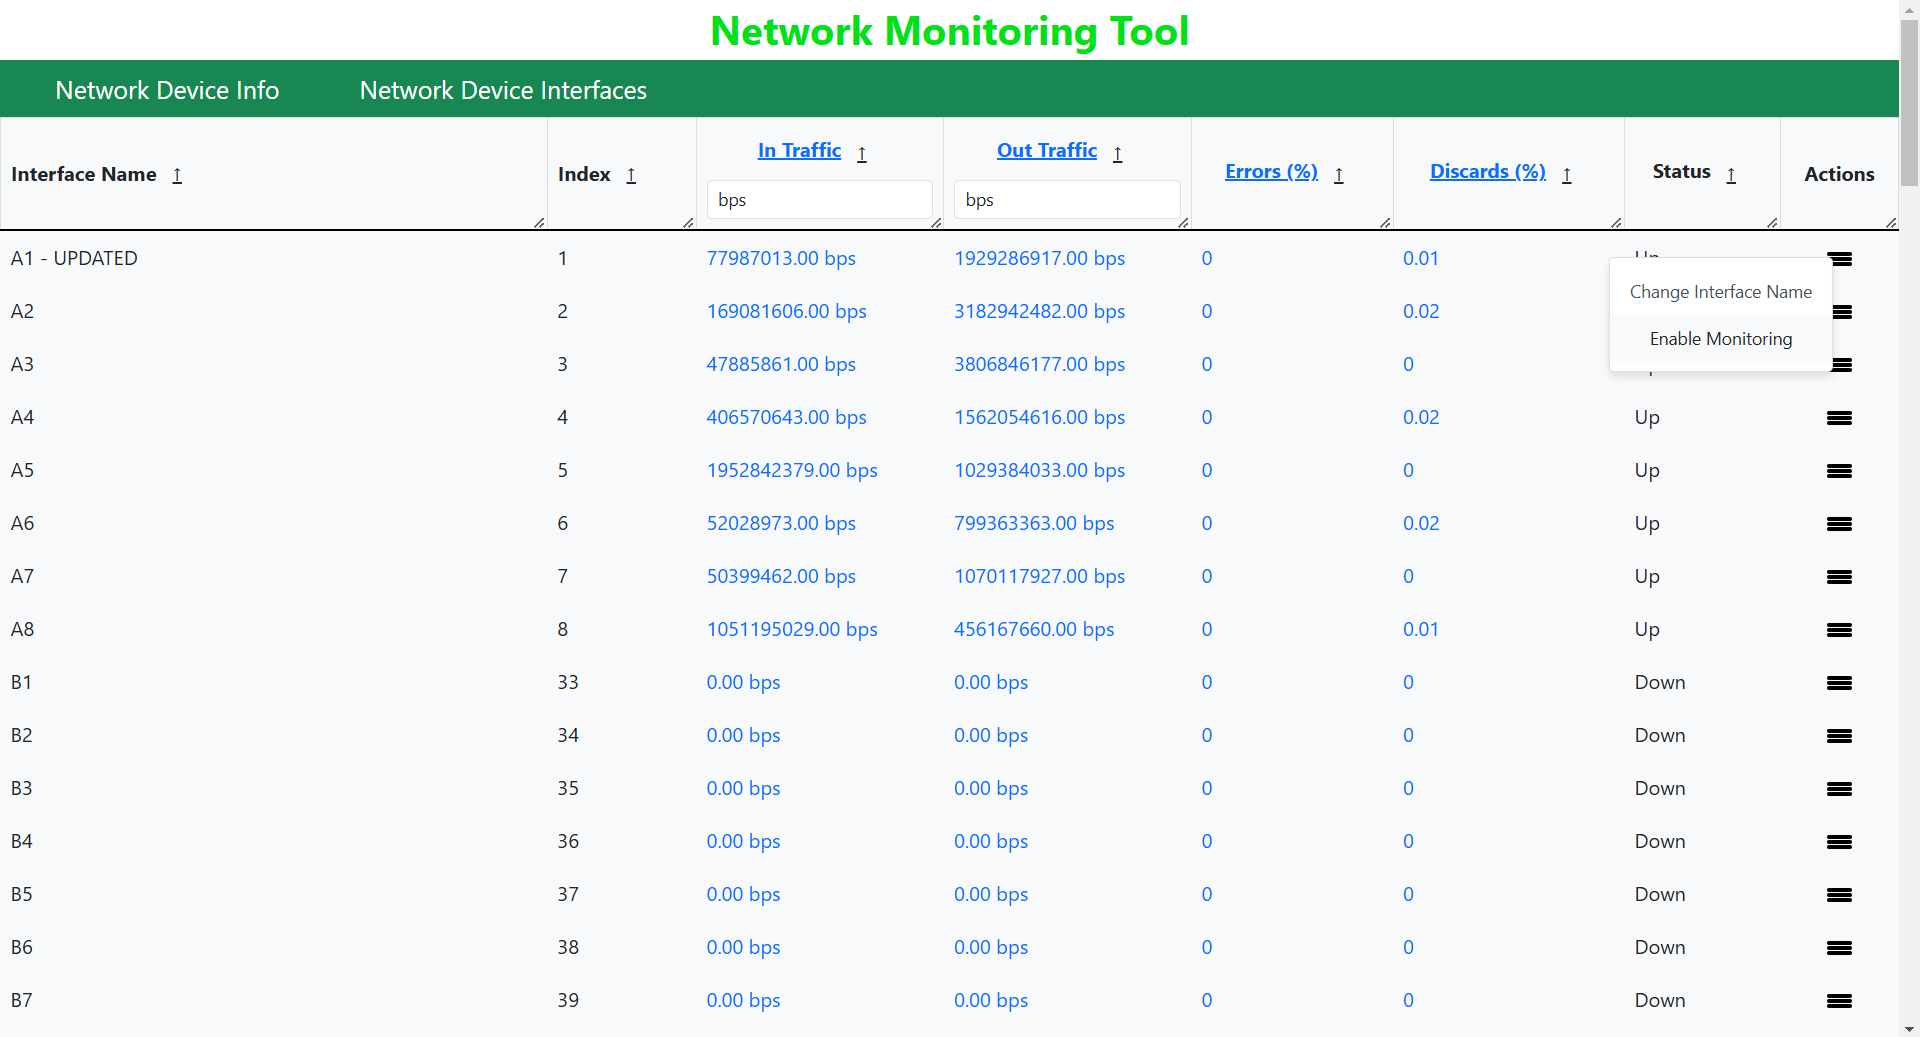 Network Monitoring Tool
Network Device Info Network Device Interfaces
Interface Name ↑ Index ↑ In Traffic ↑ Out Traffic ↑ Errors (%) ↑ Discards (%) ↑ Status ↑ Actions
bps bps
A1 - UPDATED 1 77987013.00 bps 1929286917.00 bps 0 0.01
Change Interface Name
A2 2 169081606.00 bps 3182942482.00 bps 0 0.02
Enable Monitoring
A3 3 47885861.00 bps 3806846177.00 bps 0 0
A4 4 406570643.00 bps 1562054616.00 bps 0 0.02 Up
A5 5 1952842379.00 bps 1029384033.00 bps 0 0 Up
A6 6 52028973.00 bps 799363363.00 bps 0 0.02 Up
A7 7 50399462.00 bps 1070117927.00 bps 0 0 Up
A8 8 1051195029.00 bps 456167660.00 bps 0 0.01 Up
B1 33 0.00 bps 0.00 bps 0 0 Down
B2 34 0.00 bps 0.00 bps 0 0 Down
B3 35 0.00 bps 0.00 bps 0 0 Down
B4 36 0.00 bps 0.00 bps 0 0 Down
B5 37 0.00 bps 0.00 bps 0 0 Down
B6 38 0.00 bps 0.00 bps 0 0 Down
B7 39 0.00 bps 0.00 bps 0 0 Down